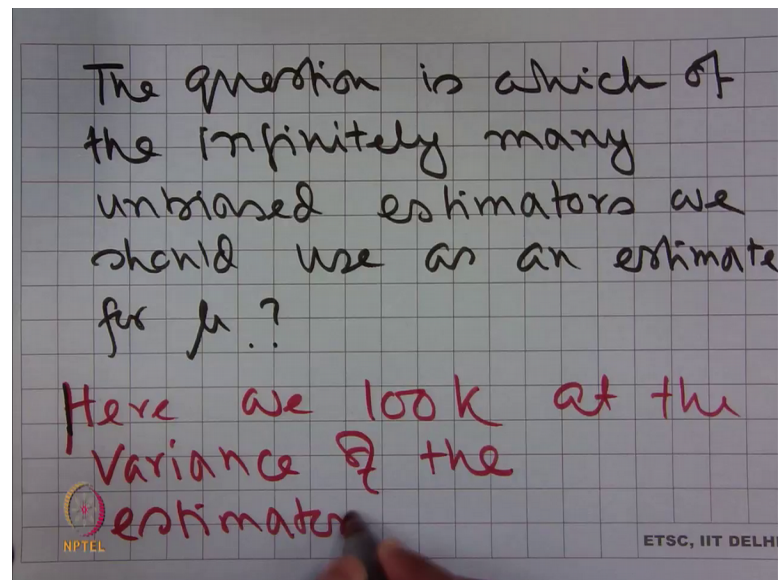 The question is which of
the infinitely many
unbiased estimators we
should use as an estimate
for μ.?
Here we look at the
variance of the
estimator
NPTEL
ETSC, IIT DELHI